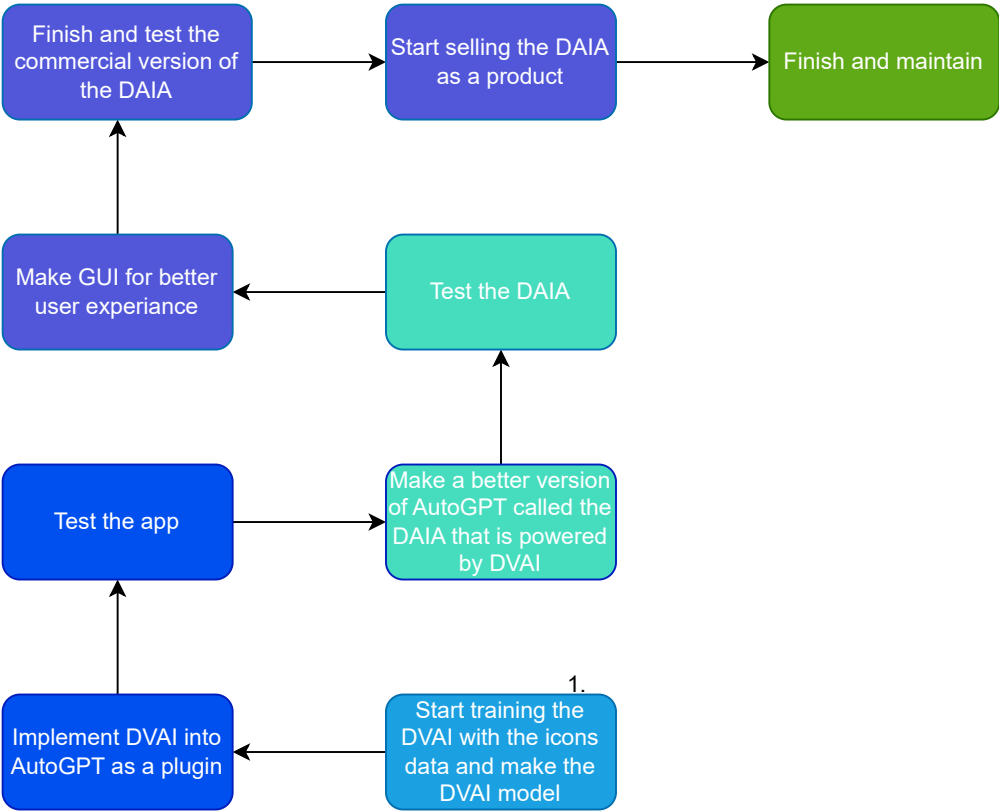 Finish and test the
commercial version of
the DAIA
Start selling the DAIA
as a product
Finish and maintain
Make GUI for better
user experiance
Test the DAIA
Test the app
Make a better version
of AutoGPT called the
DAIA that is powered
by DVAI
1.
Implement DVAI into
AutoGPT as a plugin
Start training the
DVAI with the icons
data and make the
DVAI model